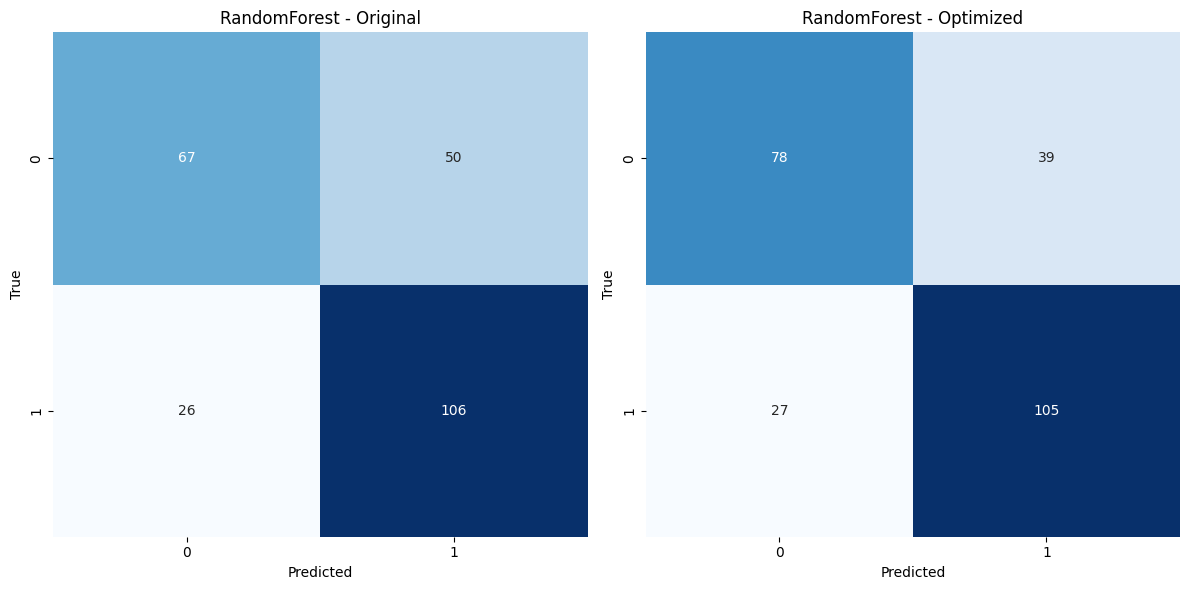 RandomForest - Original
0
67
50
True
1
26
106
0
1
Predicted
RandomForest - Optimized
0
78
39
True
1
27
105
0
1
Predicted